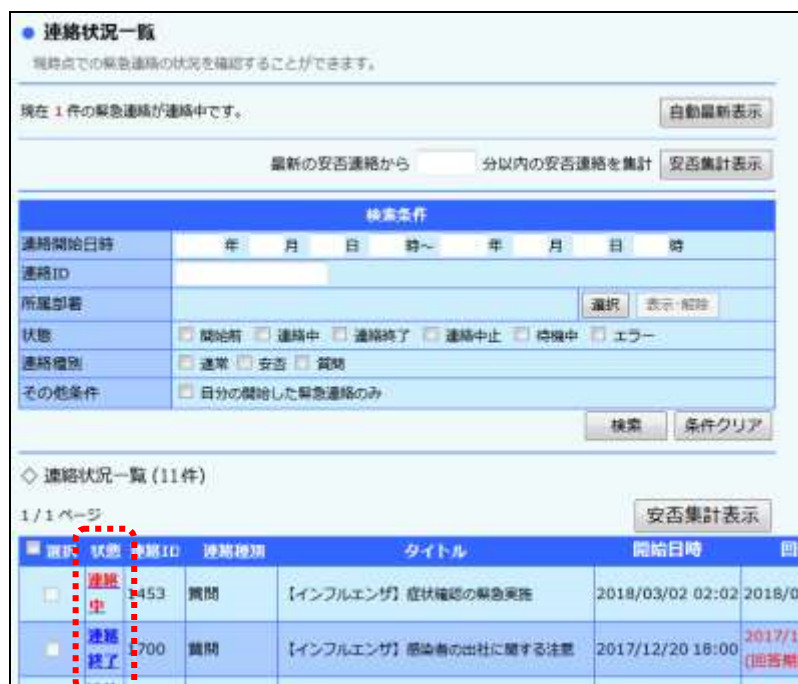 連絡状況一覧
現時点での緊急連絡の状況を確認することができます。
現在 1 件の緊急連絡が連絡中です。 自動最新表示
最新の安否連絡から 分以内の安否連絡を集計 安否集計表示
検索条件
連絡開始日時 年 月 日 時～ 年 月 日 時
連絡ID
所属部署 選択 表示・解除
状態 開始前 連絡中 連絡終了 連絡中止 待機中 エラー
連絡種別 通常 安否 質問
その他条件 自分の開始した緊急連絡のみ
検索 条件クリア
◇ 連絡状況一覧 (11件)
1/1ページ 安否集計表示
選択 状態 連絡ID 連絡種別 タイトル 開始日時 回
連絡中 1453 質問 【インフルエンザ】症状確認の緊急実施 2018/03/02 02:02 2018/0
連絡終了 1700 質問 【インフルエンザ】感染者の出社に関する注意 2017/12/20 18:00 2017/1
(回答期